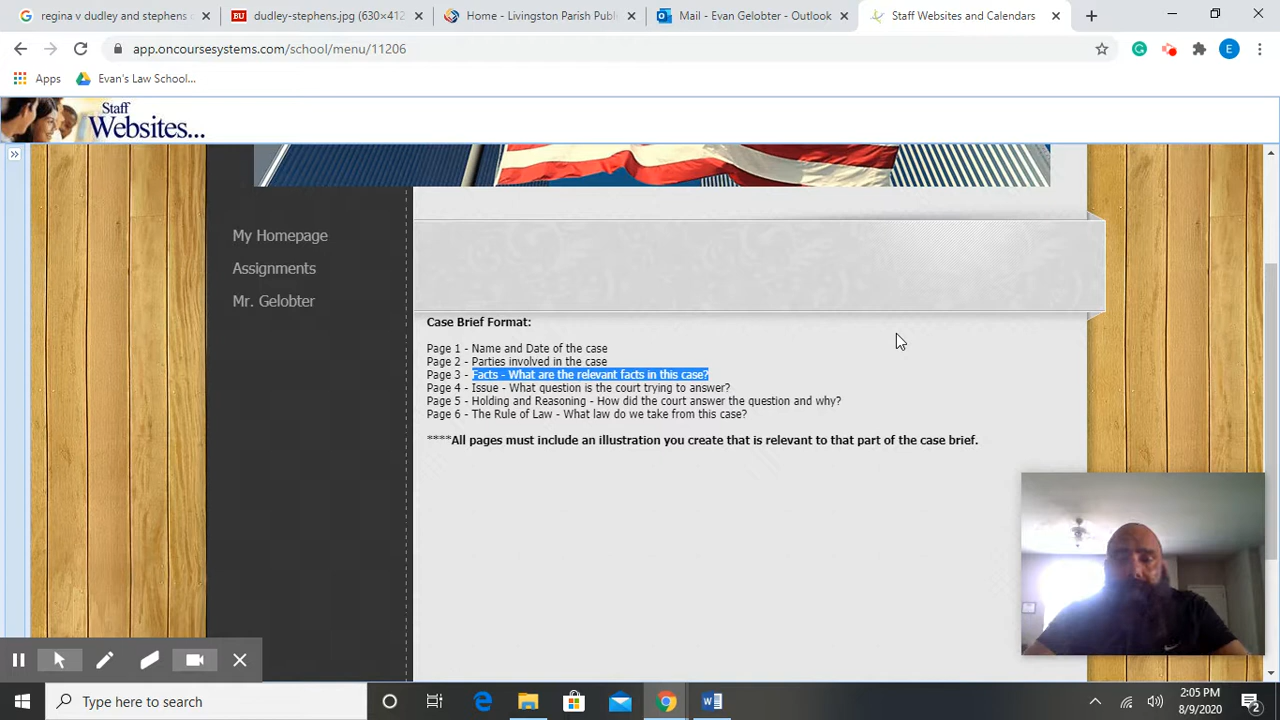 regina v dudley and stephens
dudley-stephens.jpg (630×412
Home - Livingston Parish Publi
Mail - Evan Gelobter - Outlook
Staff Websites and Calendars
app.oncoursesystems.com/school/menu/11206
E
Apps
Evan's Law School...
Staff
Websites...
My Homepage
Assignments
Mr. Gelobter
Case Brief Format:
Page 1 - Name and Date of the case
Page 2 - Parties involved in the case
Page 3 - Facts - What are the relevant facts in this case?
Page 4 - Issue - What question is the court trying to answer?
Page 5 - Holding and Reasoning - How did the court answer the question and why?
Page 6 - The Rule of Law - What law do we take from this case?
****All pages must include an illustration you create that is relevant to that part of the case brief.
Type here to search
2:05 PM
8/9/2020
2